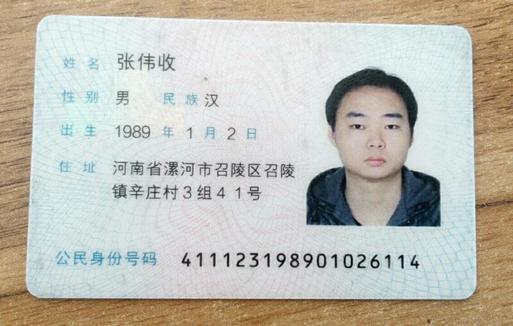 姓名 张伟收
性别 男 民族 汉
出生 1989 年 1 月 2 日
住址 河南省漯河市召陵区召陵
镇辛庄村3组41号
公民身份号码 411123198901026114